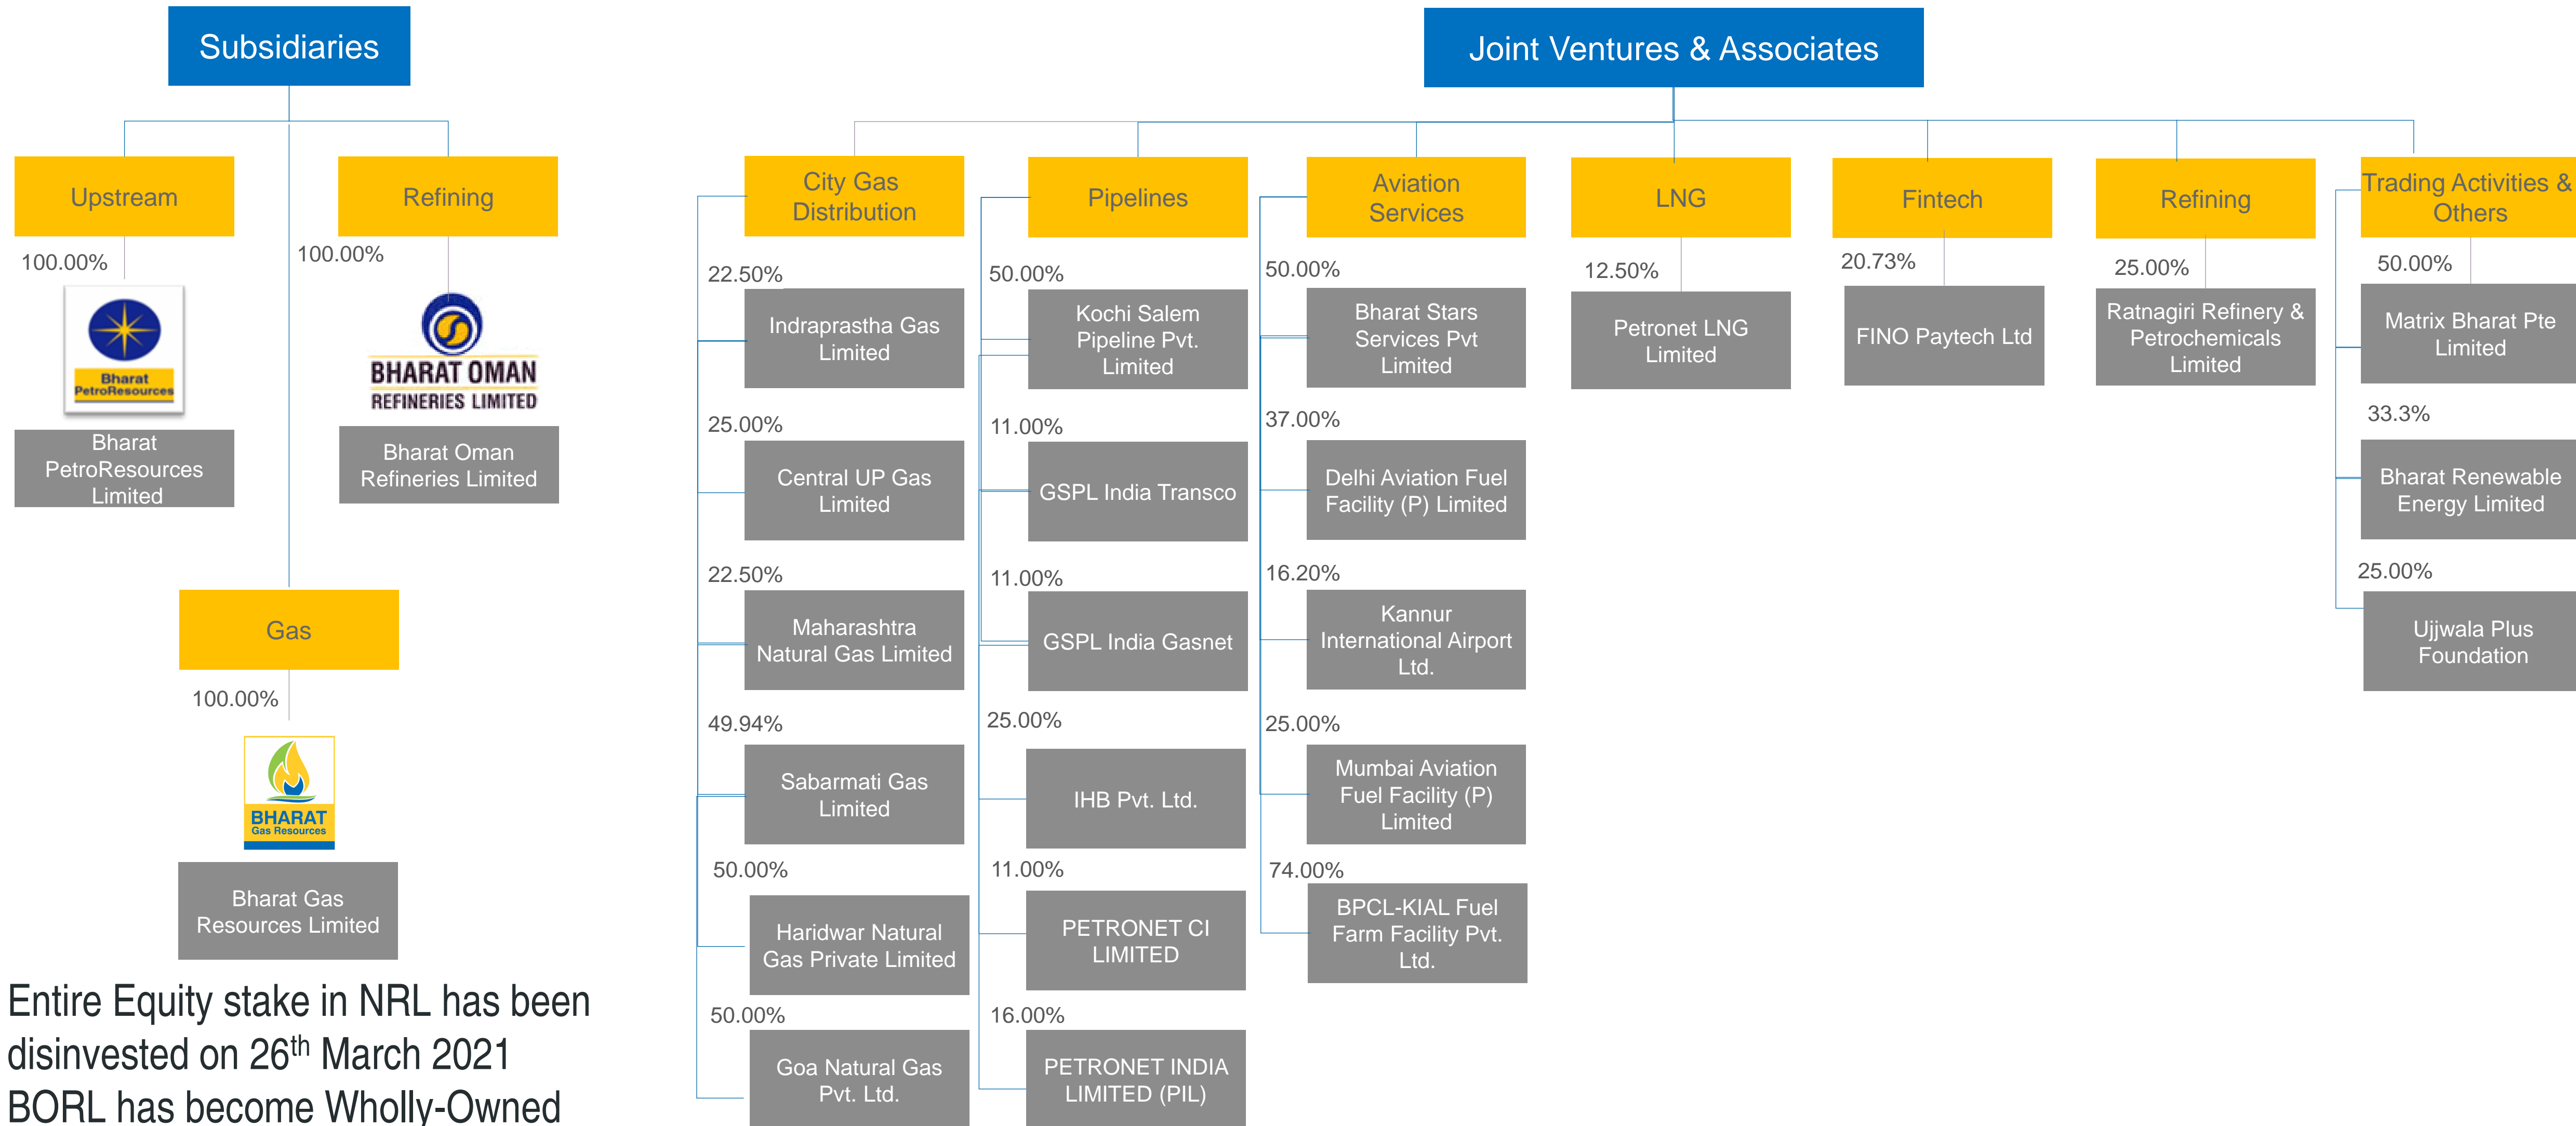 Subsidiaries
Upstream
Refining
100.00%
100.00%
Bharat
PetroResources
BHARAT OMAN
REFINERIES LIMITED
Bharat
PetroResources
Limited
Bharat Oman
Refineries Limited
Gas
100.00%
BHARAT
Gas Resources
Bharat Gas
Resources Limited
Entire Equity stake in NRL has been
disinvested on 26th March 2021
BORL has become Wholly-Owned
Joint Ventures & Associates
City Gas
Distribution
22.50%
Indraprastha Gas
Limited
25.00%
Central UP Gas
Limited
22.50%
Maharashtra
Natural Gas Limited
49.94%
Sabarmati Gas
Limited
50.00%
Haridwar Natural
Gas Private Limited
50.00%
Goa Natural Gas
Pvt. Ltd.
Pipelines
50.00%
Kochi Salem
Pipeline Pvt.
Limited
11.00%
GSPL India Transco
11.00%
GSPL India Gasnet
25.00%
IHB Pvt. Ltd.
11.00%
PETRONET CI
LIMITED
16.00%
PETRONET INDIA
LIMITED (PIL)
Aviation
Services
50.00%
Bharat Stars
Services Pvt
Limited
37.00%
Delhi Aviation Fuel
Facility (P) Limited
16.20%
Kannur
International Airport
Ltd.
25.00%
Mumbai Aviation
Fuel Facility (P)
Limited
74.00%
BPCL-KIAL Fuel
Farm Facility Pvt.
Ltd.
LNG
12.50%
Petronet LNG
Limited
Fintech
20.73%
FINO Paytech Ltd
Refining
25.00%
Ratnagiri Refinery &
Petrochemicals
Limited
Trading Activities &
Others
50.00%
Matrix Bharat Pte
Limited
33.3%
Bharat Renewable
Energy Limited
25.00%
Ujjwala Plus
Foundation